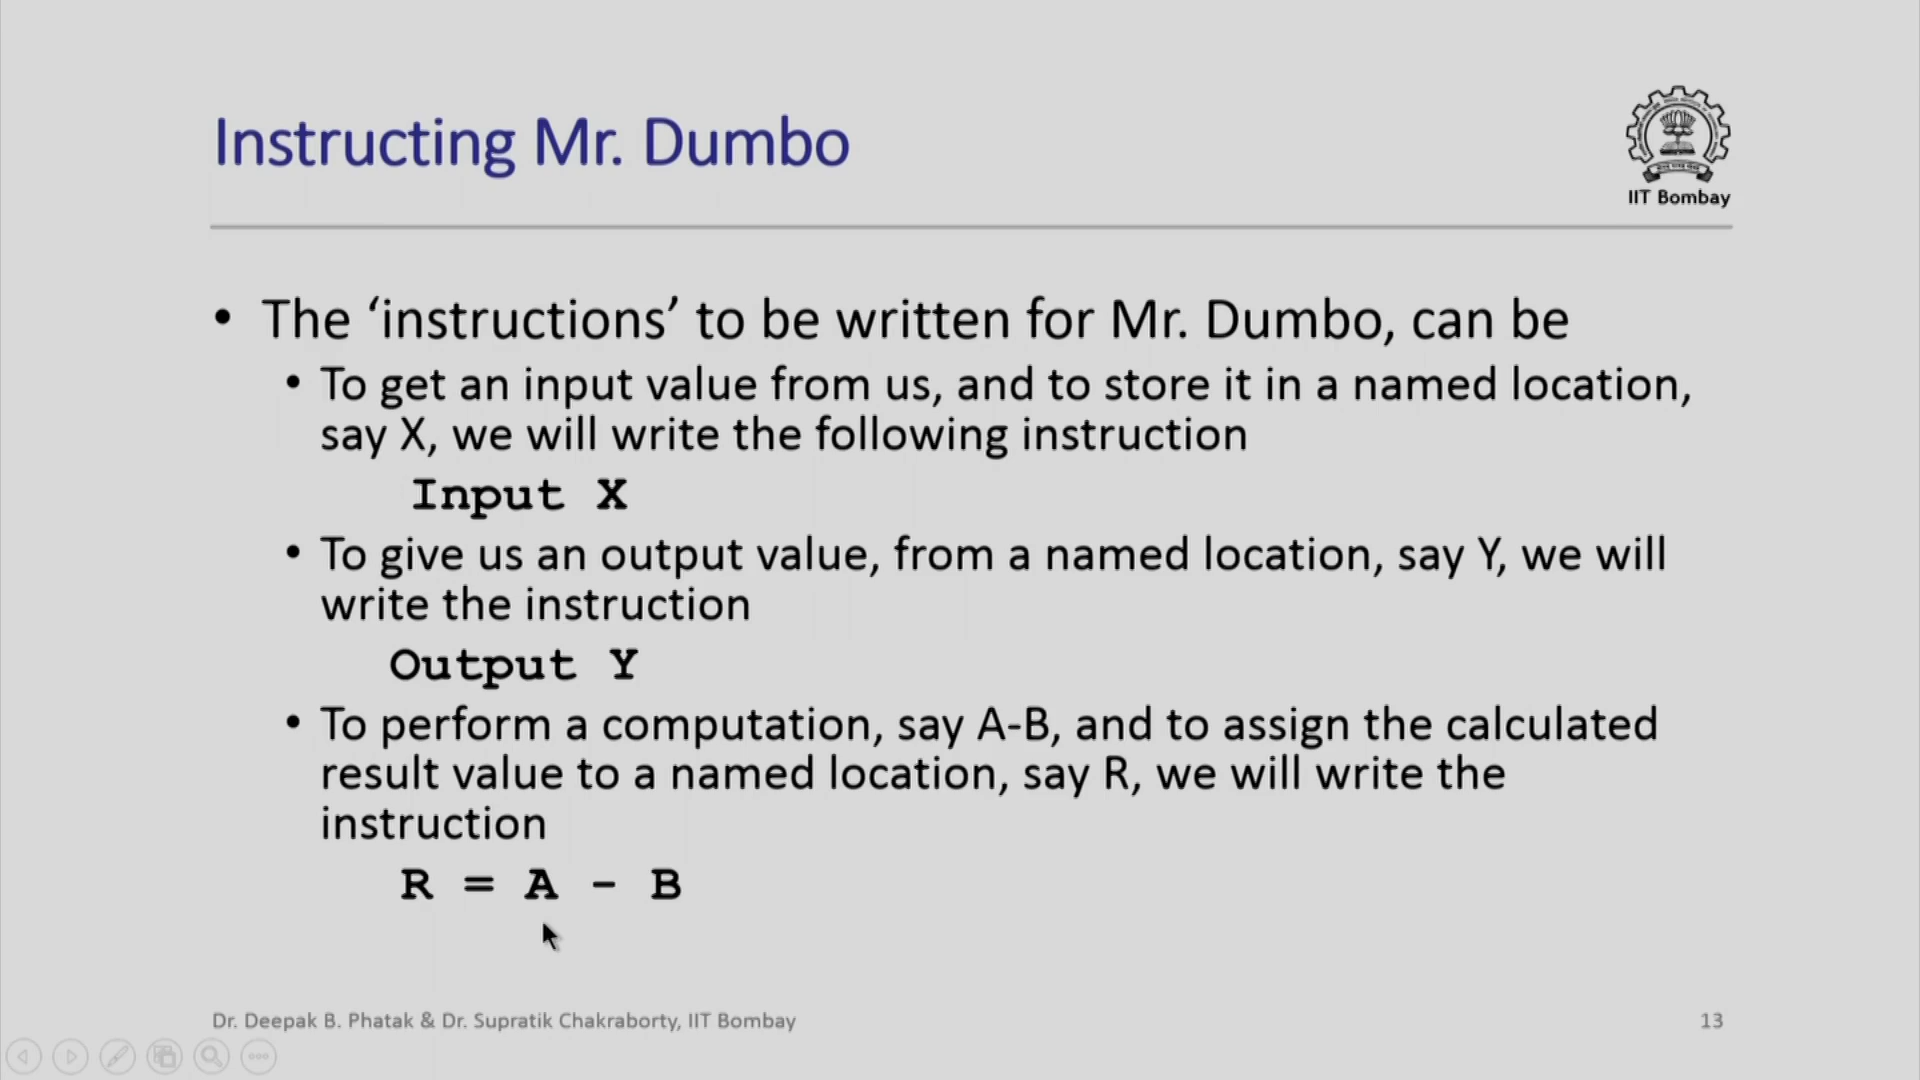 Instructing Mr. Dumbo
IIT Bombay
• The ‘instructions’ to be written for Mr. Dumbo, can be
• To get an input value from us, and to store it in a named location,
say X, we will write the following instruction
Input X
• To give us an output value, from a named location, say Y, we will
write the instruction
Output Y
• To perform a computation, say A-B, and to assign the calculated
result value to a named location, say R, we will write the
instruction
R = A - B
Dr. Deepak B. Phatak & Dr. Supratik Chakraborty, IIT Bombay
13